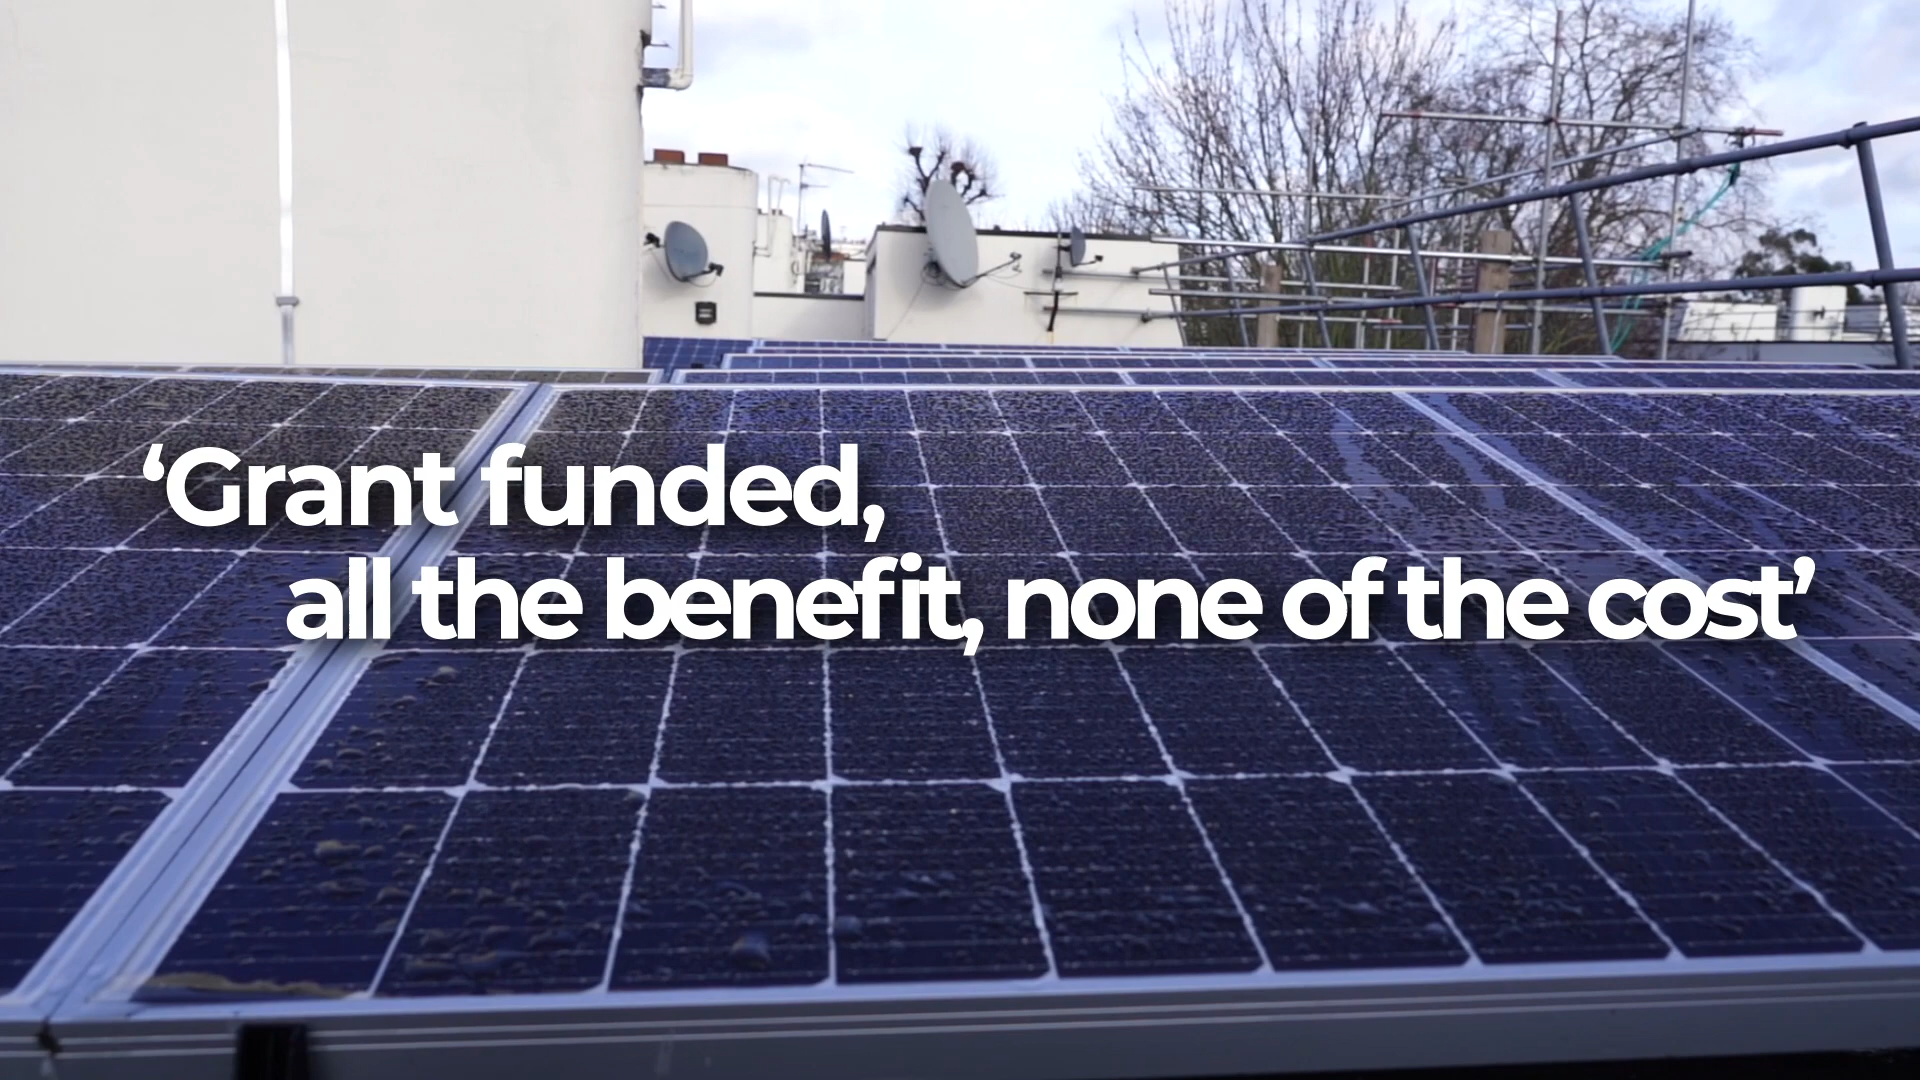 ‘Grant funded,
all the benefit, none of the cost’